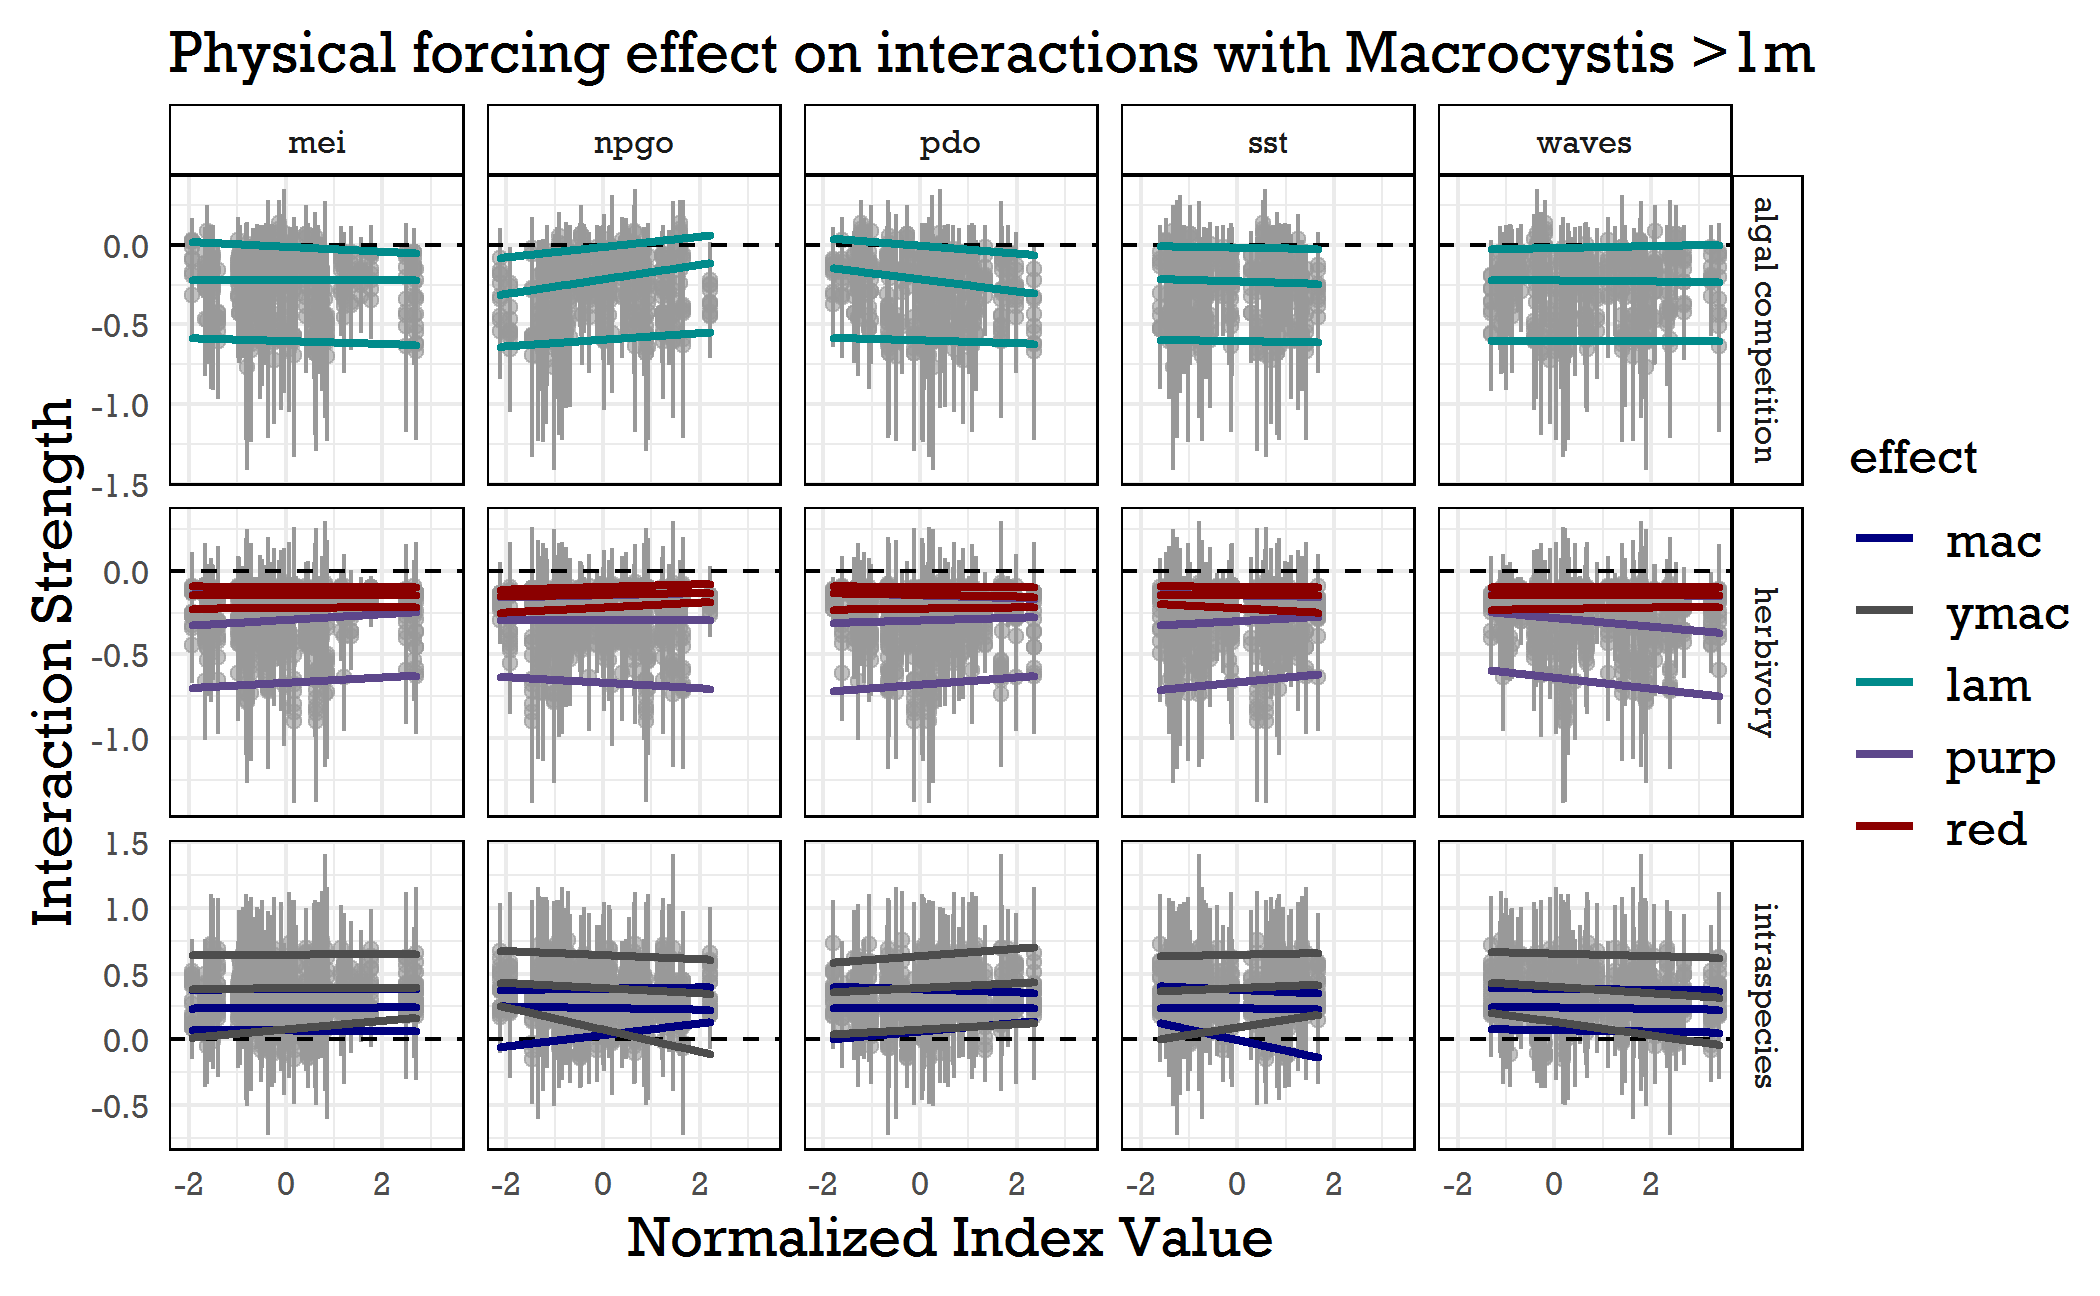 Physical forcing effect on interactions with Macrocystis >1m
mei
npgo
pdo
sst
waves
0.0
-0.5
-1.0
-1.5
algal competition
0.0
-0.5
-1.0
herbivory
1.5
1.0
0.5
0.0
-0.5
intraspecies
Interaction Strength
-2 0 2
-2 0 2
-2 0 2
-2 0 2
-2 0 2
Normalized Index Value
effect
mac
ymac
lam
purp
red